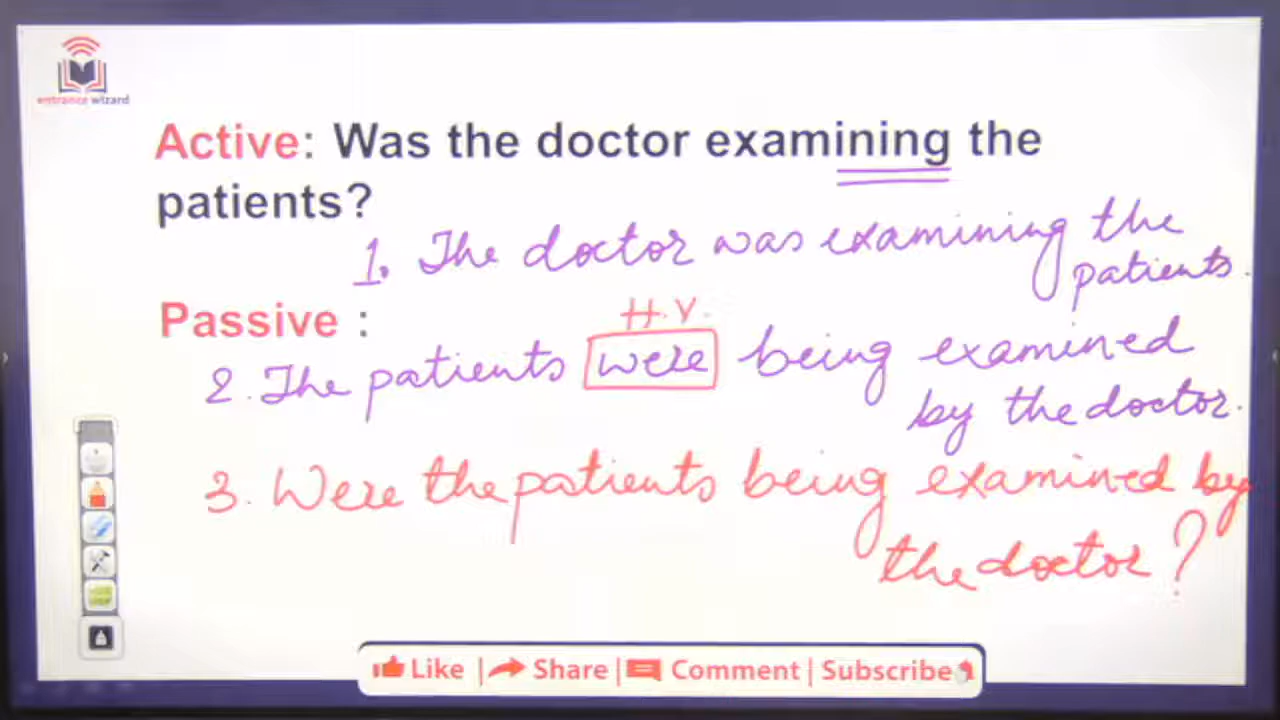 entrance wizard
Active: Was the doctor examining the
patients?
1. The doctor was examining the
patients.
Passive :
H.V.
2. The patients were being examined
by the doctor.
3. Were the patients being examined by
the doctor?
Like | Share | Comment | Subscribe